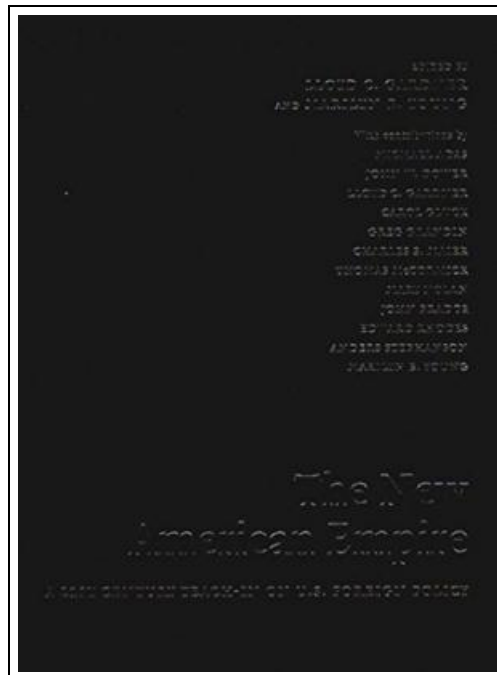 EDITED BY
LLOYD C. GARDNER
AND MARILYN B. YOUNG
With contributions by
MICHAEL ADAS
JOHN W. DOWER
LLOYD C. GARDNER
CAROL GLUCK
GREG GRANDIN
CHARLES S. MAIER
THOMAS McCORMICK
MARY NOLAN
JOHN PRADOS
EDWARD RHODES
ANDERS STEPHANSON
MARILYN B. YOUNG
The New
American Empire
A 21ST CENTURY TEACH-IN ON U.S. FOREIGN POLICY